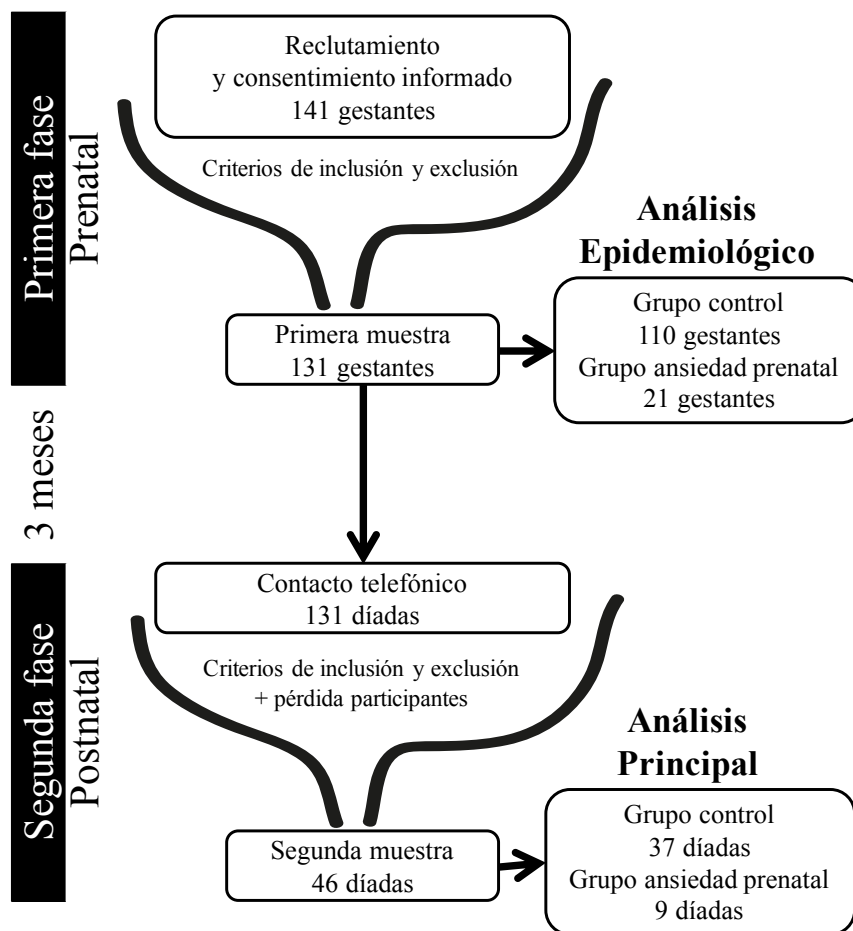 Primera fase
Prenatal
Reclutamiento
y consentimiento informado
141 gestantes
Criterios de inclusión y exclusión
Primera muestra
131 gestantes
Análisis
Epidemiológico
Grupo control
110 gestantes
Grupo ansiedad prenatal
21 gestantes
3 meses
Segunda fase
Postnatal
Contacto telefónico
131 díadas
Criterios de inclusión y exclusión
+ pérdida participantes
Segunda muestra
46 díadas
Análisis
Principal
Grupo control
37 díadas
Grupo ansiedad prenatal
9 díadas